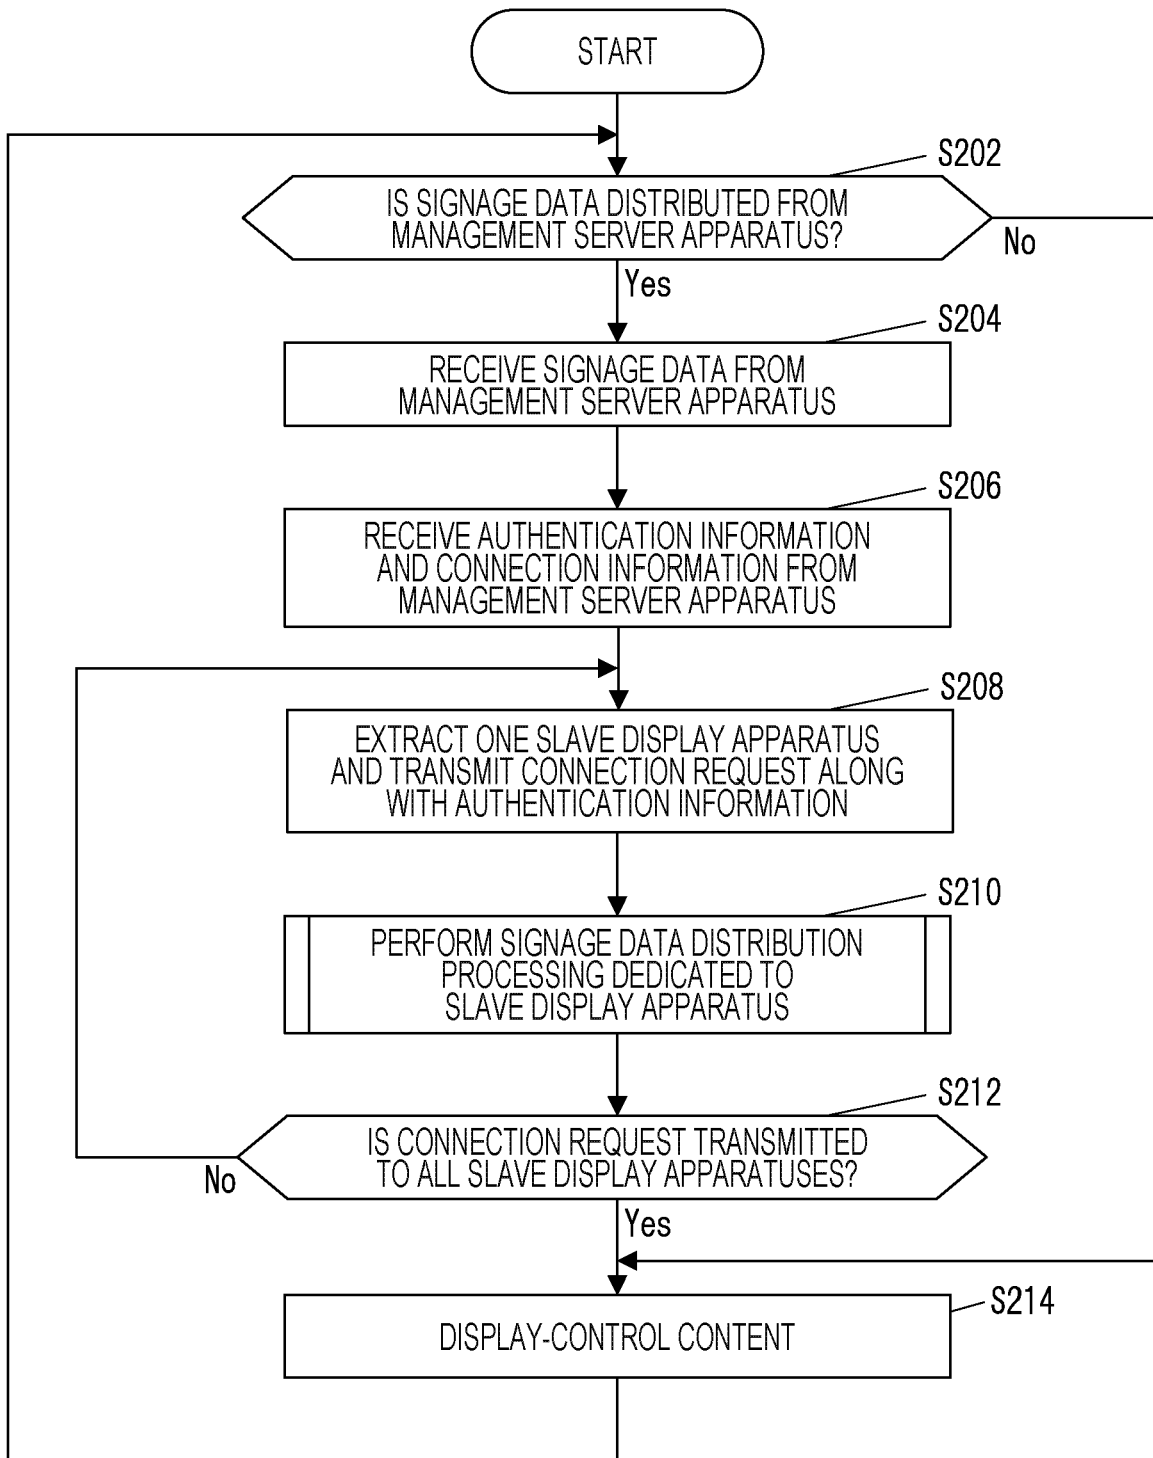 START
S202
IS SIGNAGE DATA DISTRIBUTED FROM
MANAGEMENT SERVER APPARATUS?
No
Yes
S204
RECEIVE SIGNAGE DATA FROM
MANAGEMENT SERVER APPARATUS
S206
RECEIVE AUTHENTICATION INFORMATION
AND CONNECTION INFORMATION FROM
MANAGEMENT SERVER APPARATUS
S208
EXTRACT ONE SLAVE DISPLAY APPARATUS
AND TRANSMIT CONNECTION REQUEST ALONG
WITH AUTHENTICATION INFORMATION
S210
PERFORM SIGNAGE DATA DISTRIBUTION
PROCESSING DEDICATED TO
SLAVE DISPLAY APPARATUS
S212
IS CONNECTION REQUEST TRANSMITTED
TO ALL SLAVE DISPLAY APPARATUSES?
No
Yes
S214
DISPLAY-CONTROL CONTENT